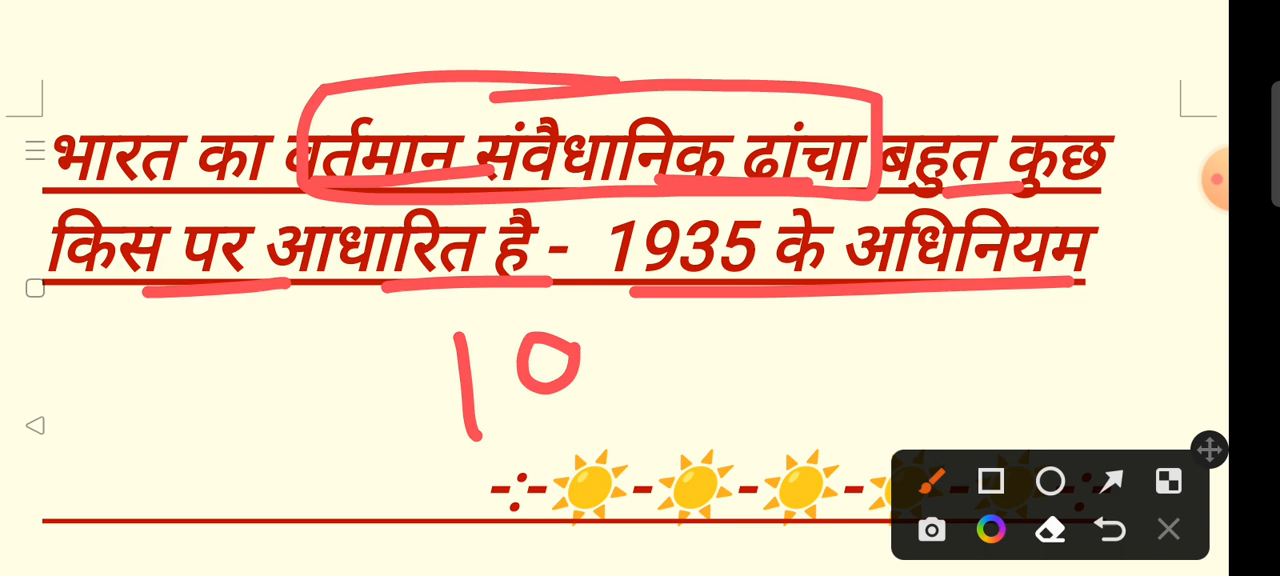 भारत का वर्तमान संवैधानिक ढांचा बहुत कुछ
किस पर आधारित है - 1935 के अधिनियम
10